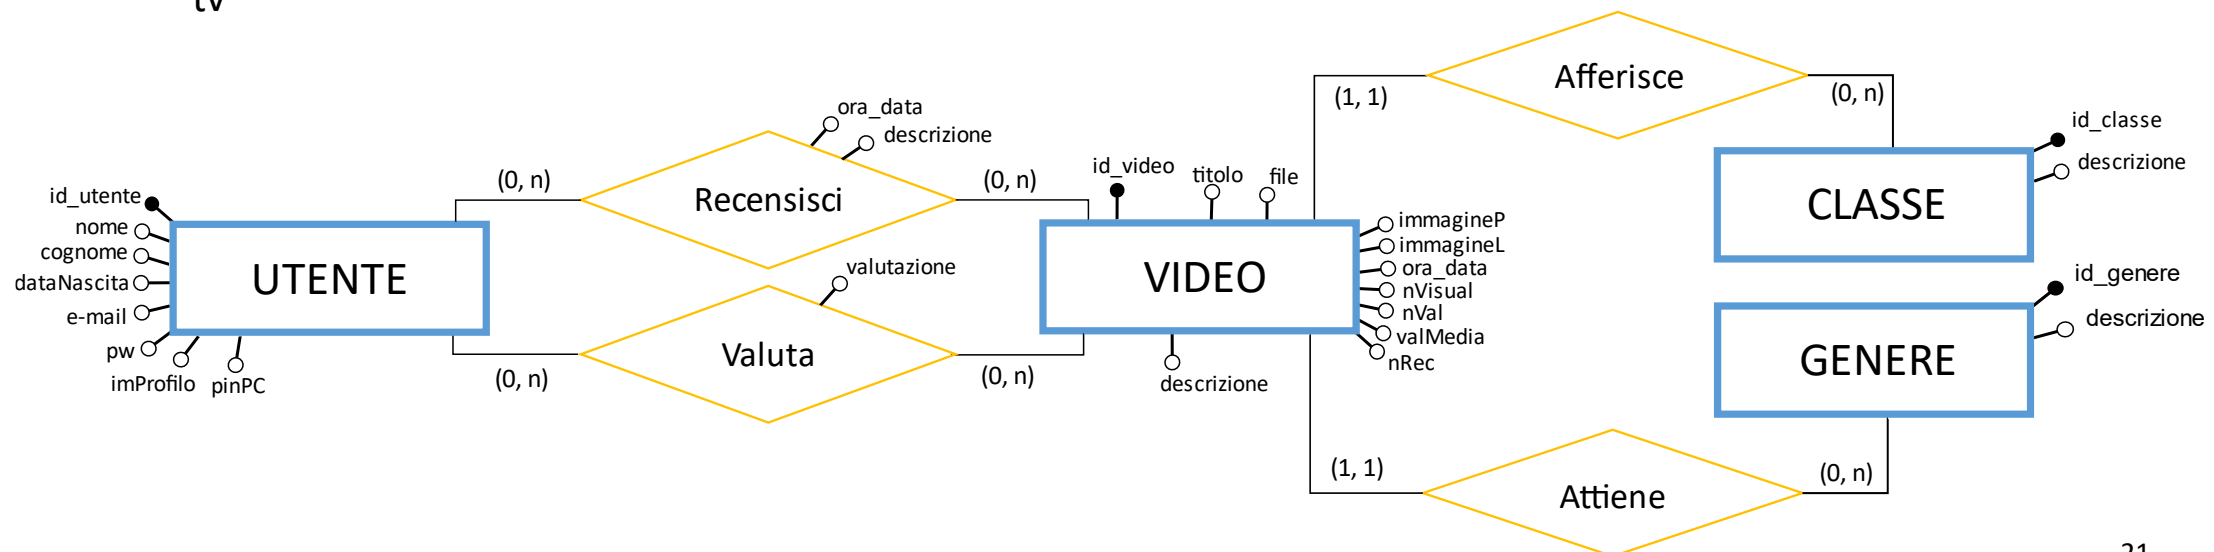 tv
Afferisce
(1, 1)
(0, n)
ora_data
descrizione
id_classe
descrizione
(0, n)
Recensisci
(0, n)
id_video
titolo
file
CLASSE
id_utente
nome
cognome
dataNascita
e-mail
pw
imProfilo
pinPC
UTENTE
valutazione
VIDEO
immagineP
immagineL
ora_data
nVisual
nVal
valMedia
nRec
id_genere
descrizione
Valuta
(0, n)
(0, n)
descrizione
GENERE
(1, 1)
(0, n)
Attiene
21